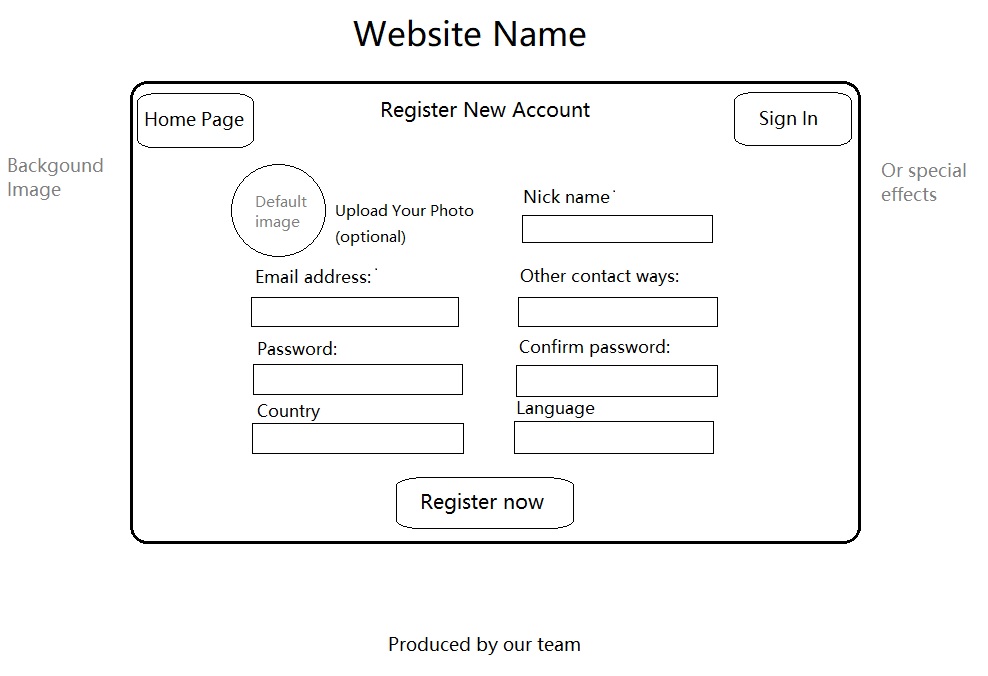 Website Name
Home Page
Register New Account
Sign In
Backgound
Image
Or special
effects
Default
image
Upload Your Photo
(optional)
Nick name
Email address:
Other contact ways:
Password:
Confirm password:
Country
Language
Register now
Produced by our team